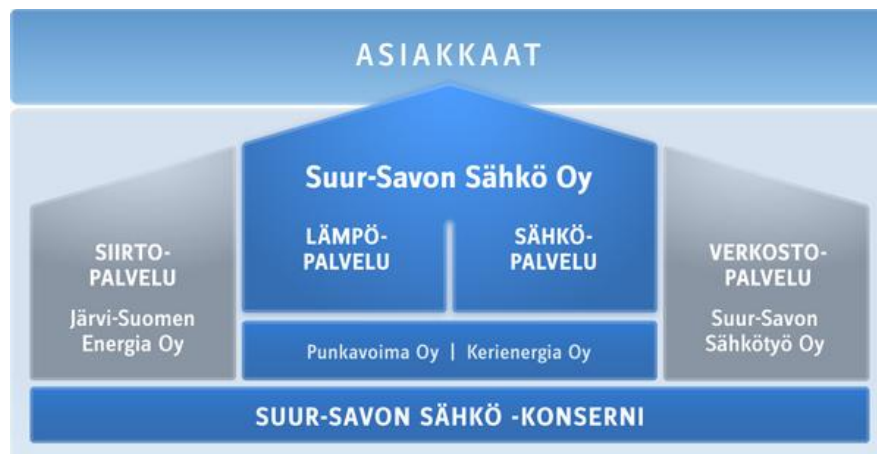 ASIAKKAAT
Suur-Savon Sähkö Oy
LÄMPÖ-
PALVELU
SÄHKÖ-
PALVELU
SIIRTO-
PALVELU
Järvi-Suomen
Energia Oy
VERKOSTO-
PALVELU
Suur-Savon
Sähkötyö Oy
Punkavoima Oy | Kerienergia Oy
SUUR-SAVON SÄHKÖ -KONSERNI